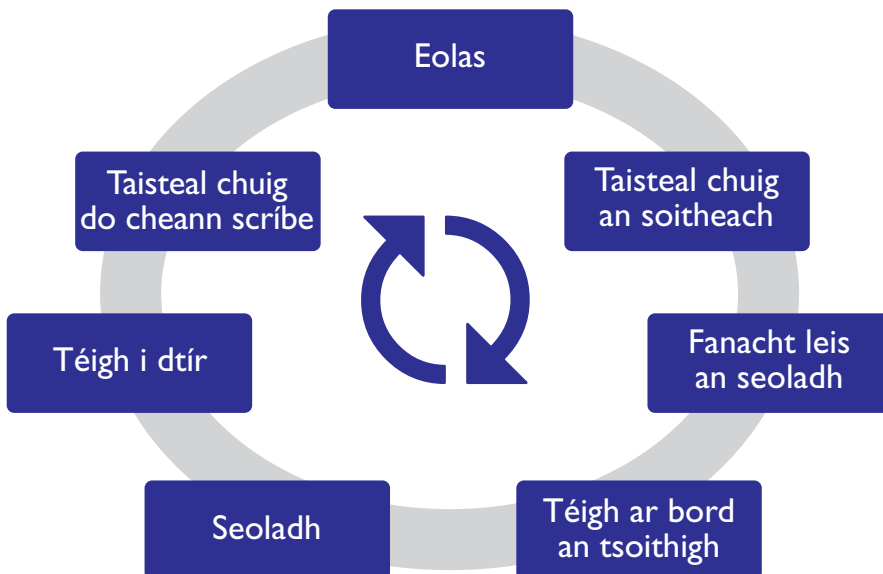 Eolas
Taisteal chuig
an soitheach
Fanacht leis
an seoladh
Téigh ar bord
an tsoithigh
Seoladh
Téigh i dtír
Taisteal chuig
do cheann scríbe